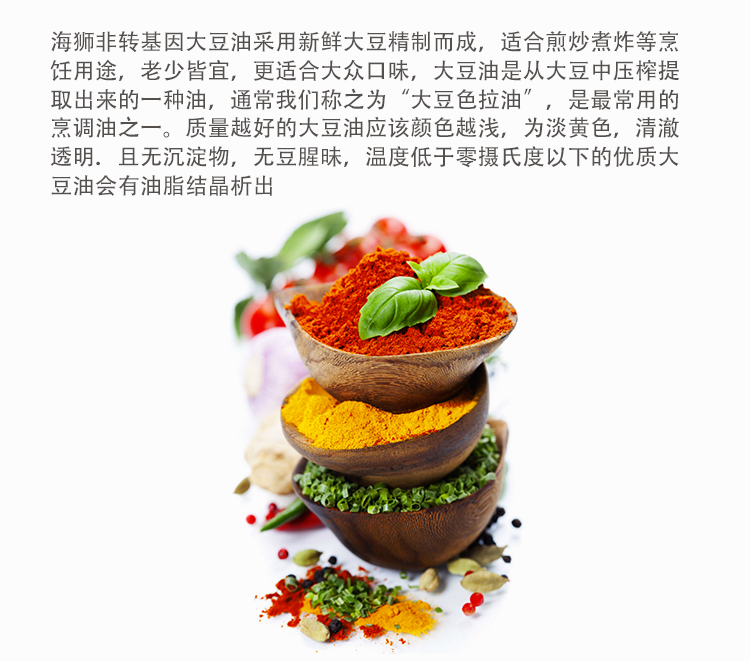 海狮非转基因大豆油采用新鲜大豆精制而成，适合煎炒煮炸等烹
饪用途，老少皆宜，更适合大众口味，大豆油是从大豆中压榨提
取出来的一种油，通常我们称之为“大豆色拉油”，是最常用的
烹调油之一。质量越好的大豆油应该颜色越浅，为淡黄色，清澈
透明．且无沉淀物，无豆腥昧，温度低于零摄氏度以下的优质大
豆油会有油脂结晶析出